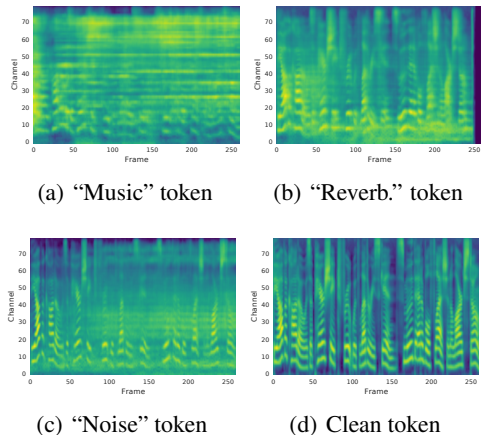 70
60
50
40
30
20
10
0
Channel
0 50 100 150 200 250
Frame
(a) “Music” token
70
60
50
40
30
20
10
0
Channel
0 50 100 150 200 250
Frame
(b) “Reverb.” token
70
60
50
40
30
20
10
0
Channel
0 50 100 150 200 250
Frame
(c) “Noise” token
70
60
50
40
30
20
10
0
Channel
0 50 100 150 200 250
Frame
(d) Clean token